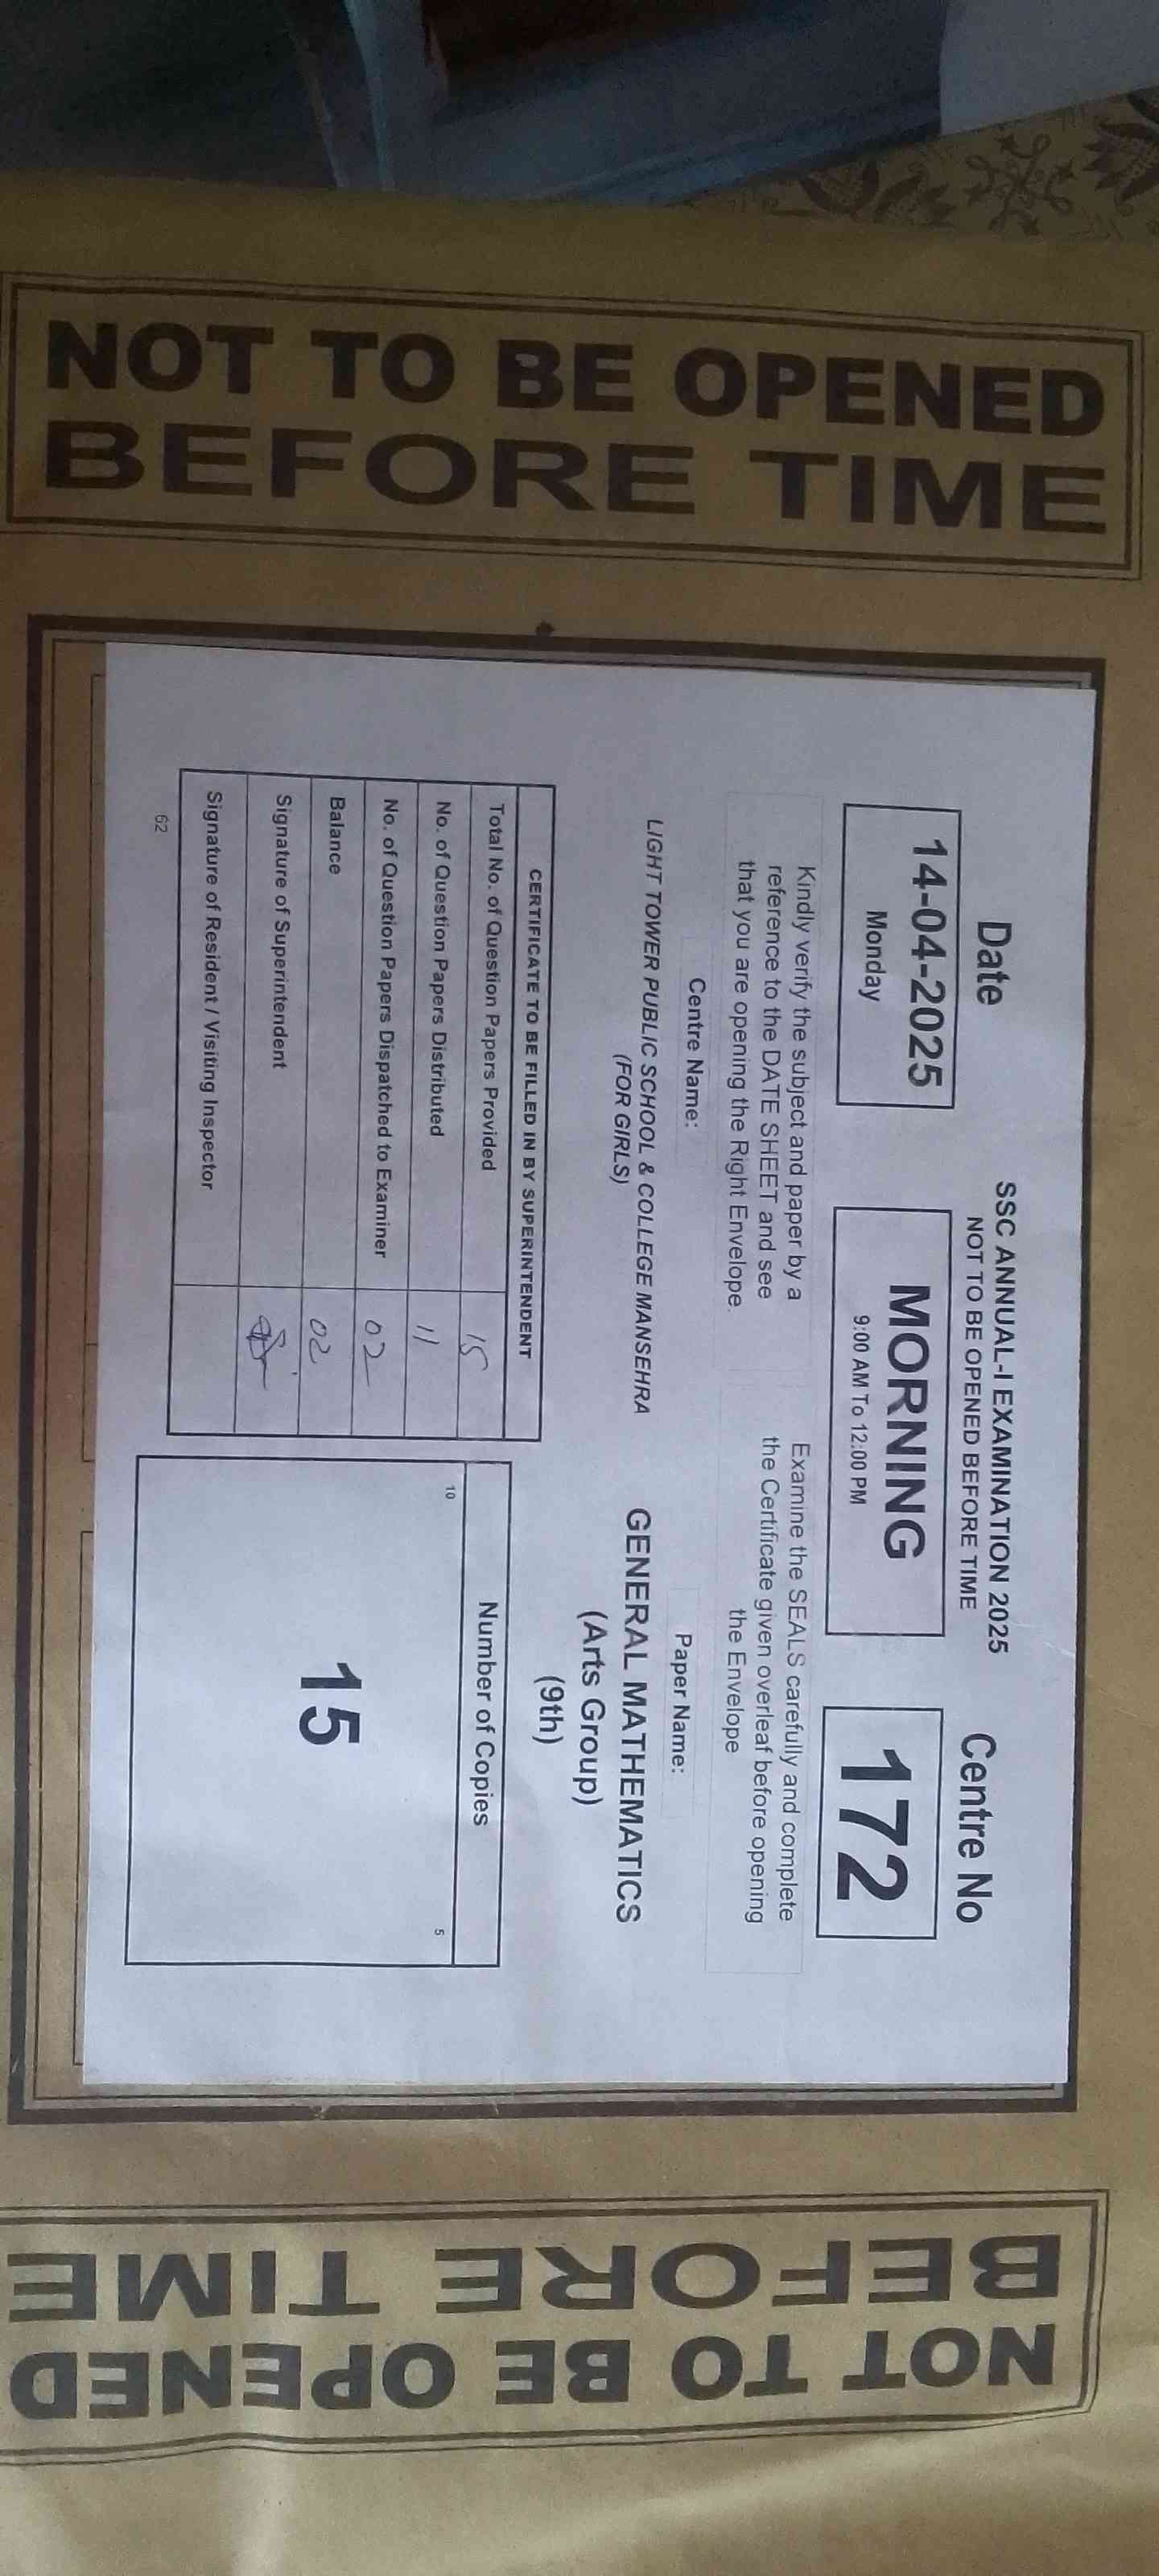 NOT TO BE OPENED
BEFORE TIME
SSC ANNUAL-I EXAMINATION 2025
NOT TO BE OPENED BEFORE TIME
Date
14-04-2025
Monday
MORNING
9:00 AM To 12:00 PM
Centre No
172
Kindly verify the subject and paper by a
reference to the DATE SHEET and see
that you are opening the Right Envelope.
Examine the SEALS carefully and complete
the Certificate given overleaf before opening
the Envelope
Centre Name:
LIGHT TOWER PUBLIC SCHOOL & COLLEGE MANSEHRA
(FOR GIRLS)
Paper Name:
GENERAL MATHEMATICS
(Arts Group)
(9th)
CERTIFICATE TO BE FILLED IN BY SUPERINTENDENT
Total No. of Question Papers Provided 15
No. of Question Papers Distributed 11
No. of Question Papers Dispatched to Examiner 02
Balance 02
Signature of Superintendent
Signature of Resident / Visiting Inspector
62
Number of Copies
10 5
15
NOT TO BE OPENED
BEFORE TIME